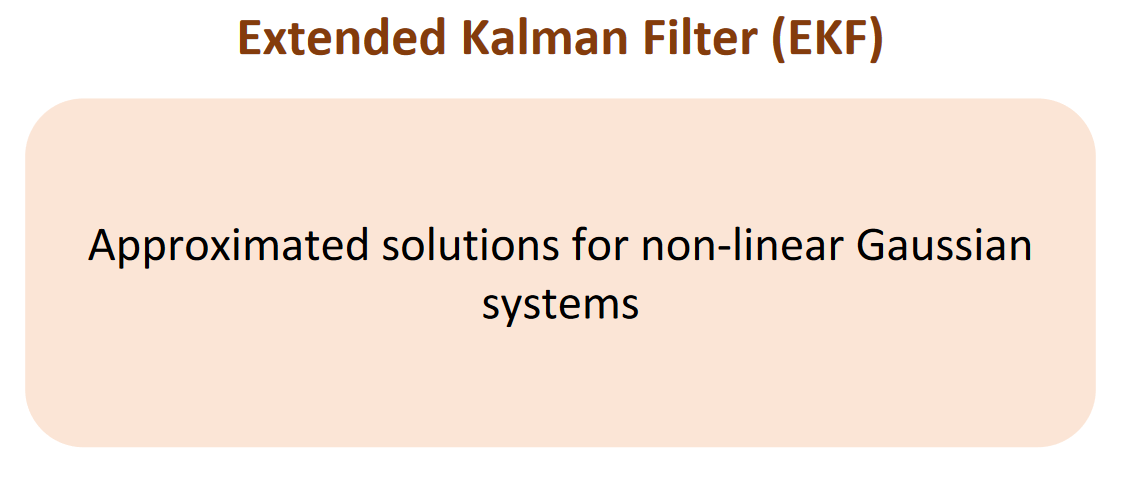 Extended Kalman Filter (EKF)
Approximated solutions for non-linear Gaussian
systems